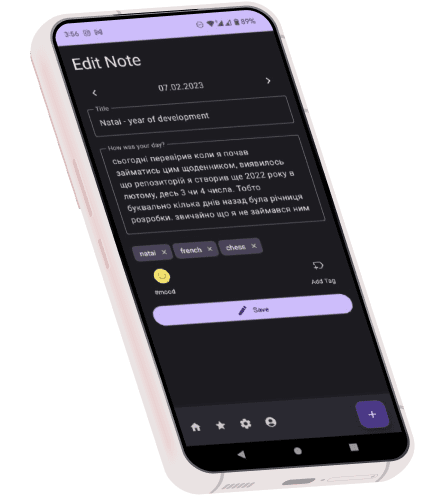 3:56
89%
Edit Note
07.02.2023
Title
Natai - year of development
How was your day?
сьогодні перевірив коли я почав
займатись цим щоденником, виявилось
що репозиторій я створив ще 2022 року в
лютому, десь 3 чи 4 числа. Тобто
буквально кілька днів назад була річниця
розробки. звичайно що я не займався ним
natai
french
chess
#mood
Add Tag
Save